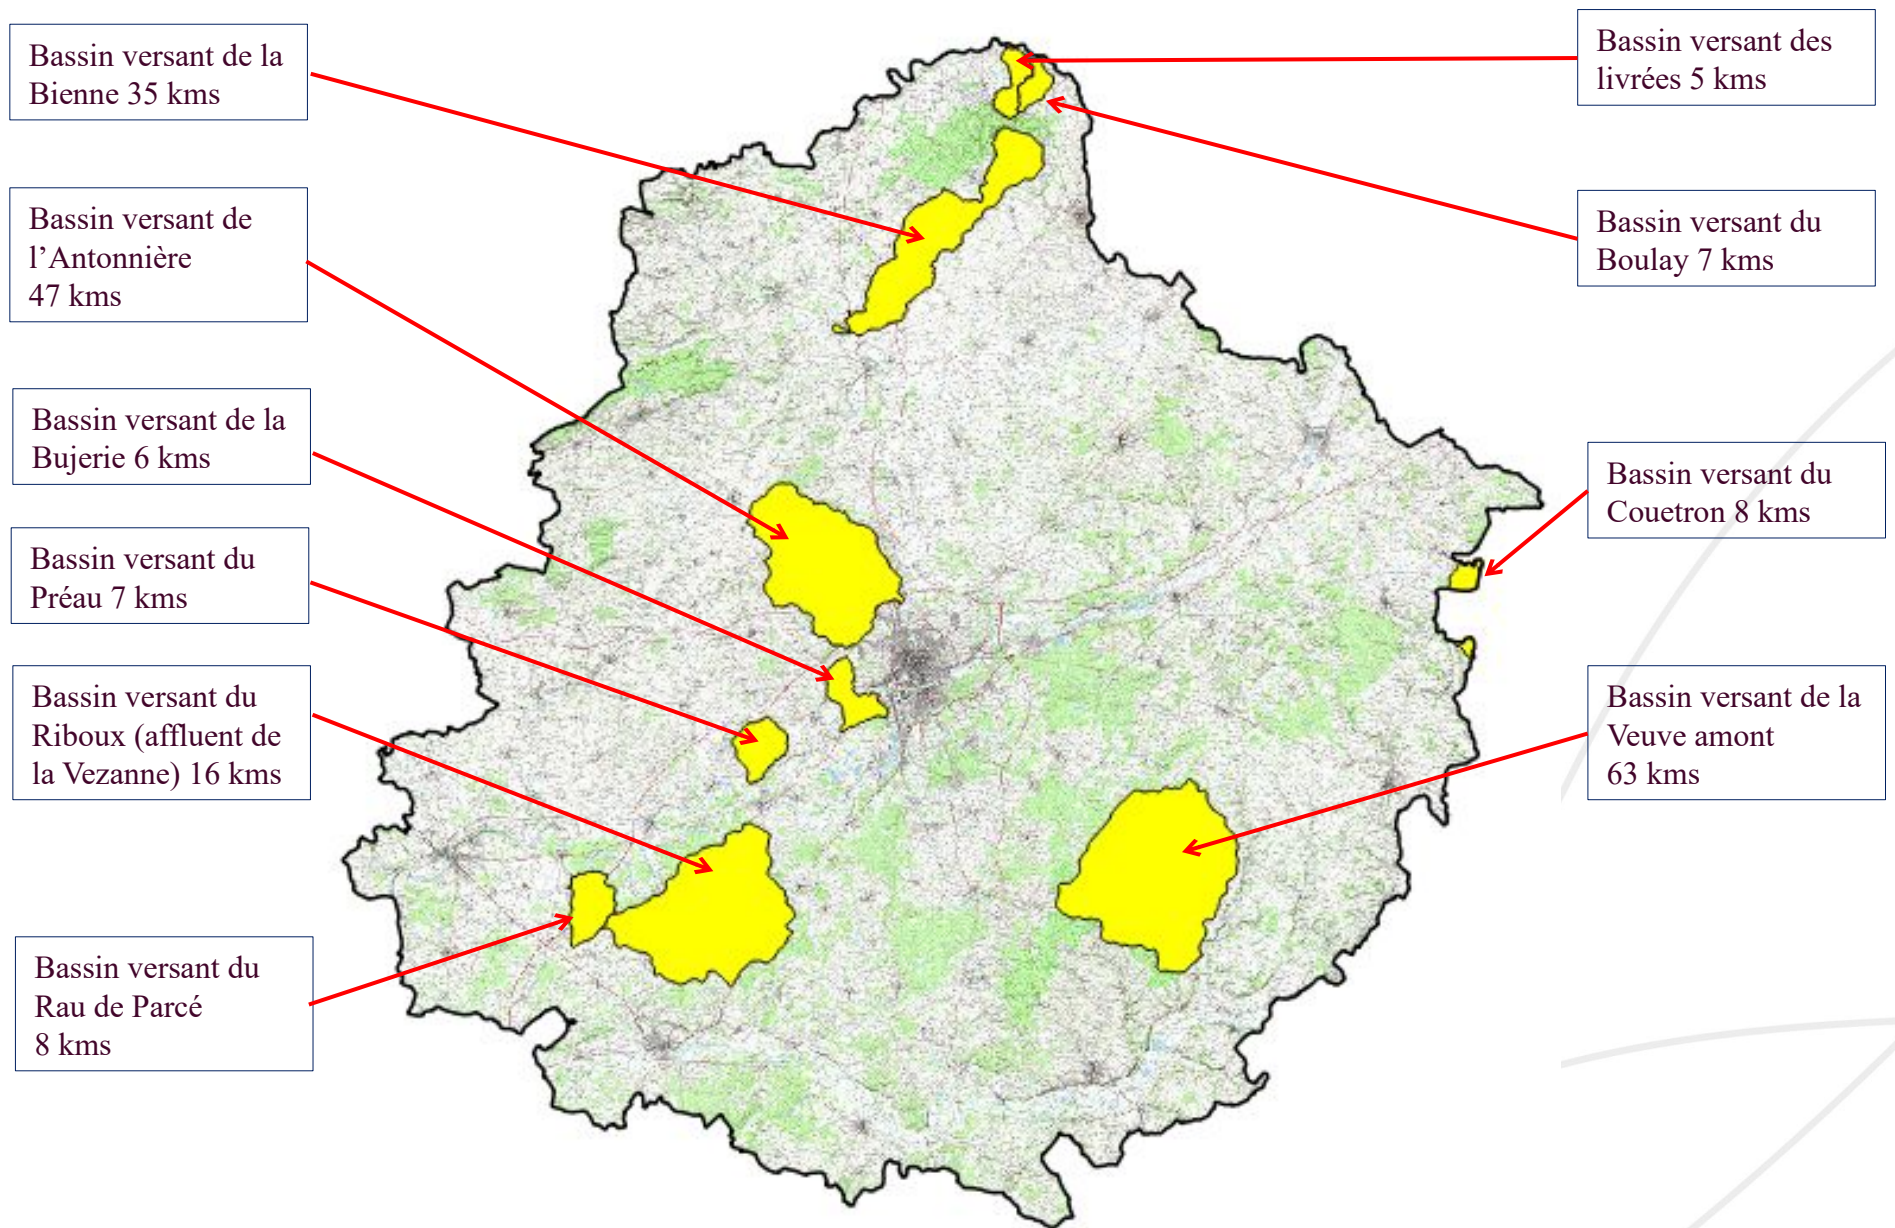 Bassin versant de la
Bienne 35 kms
Bassin versant de
l’Antonnière
47 kms
Bassin versant de la
Bujerie 6 kms
Bassin versant du
Préau 7 kms
Bassin versant du
Riboux (affluent de
la Vezanne) 16 kms
Bassin versant du
Rau de Parcé
8 kms
Bassin versant des
livrées 5 kms
Bassin versant du
Boulay 7 kms
Bassin versant du
Couetron 8 kms
Bassin versant de la
Veuve amont
63 kms